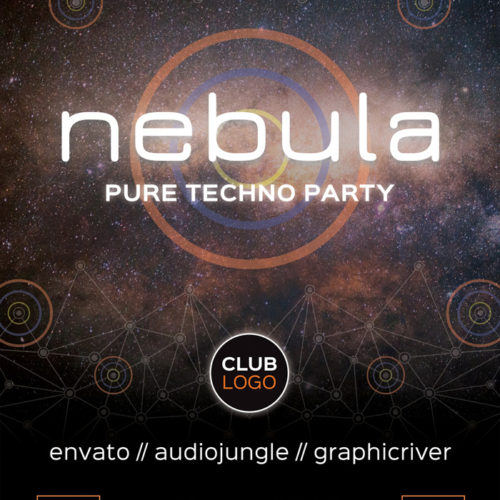 nebula
PURE TECHNO PARTY
CLUB
LOGO
envato // audiojungle // graphicriver